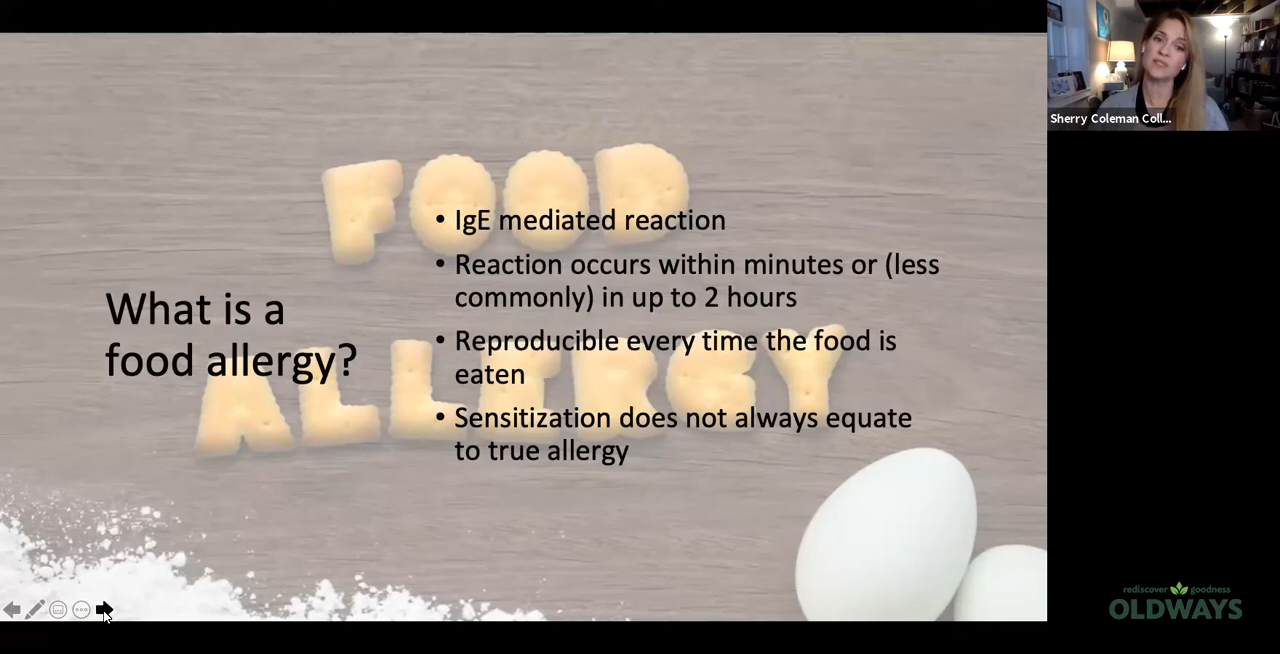 Sherry Coleman Coll...
FOOD
• IgE mediated reaction
• Reaction occurs within minutes or (less
commonly) in up to 2 hours
What is a
food allergy?
• Reproducible every time the food is
eaten
ALLERGY
• Sensitization does not always equate
to true allergy
rediscover goodness
OLDWAYS